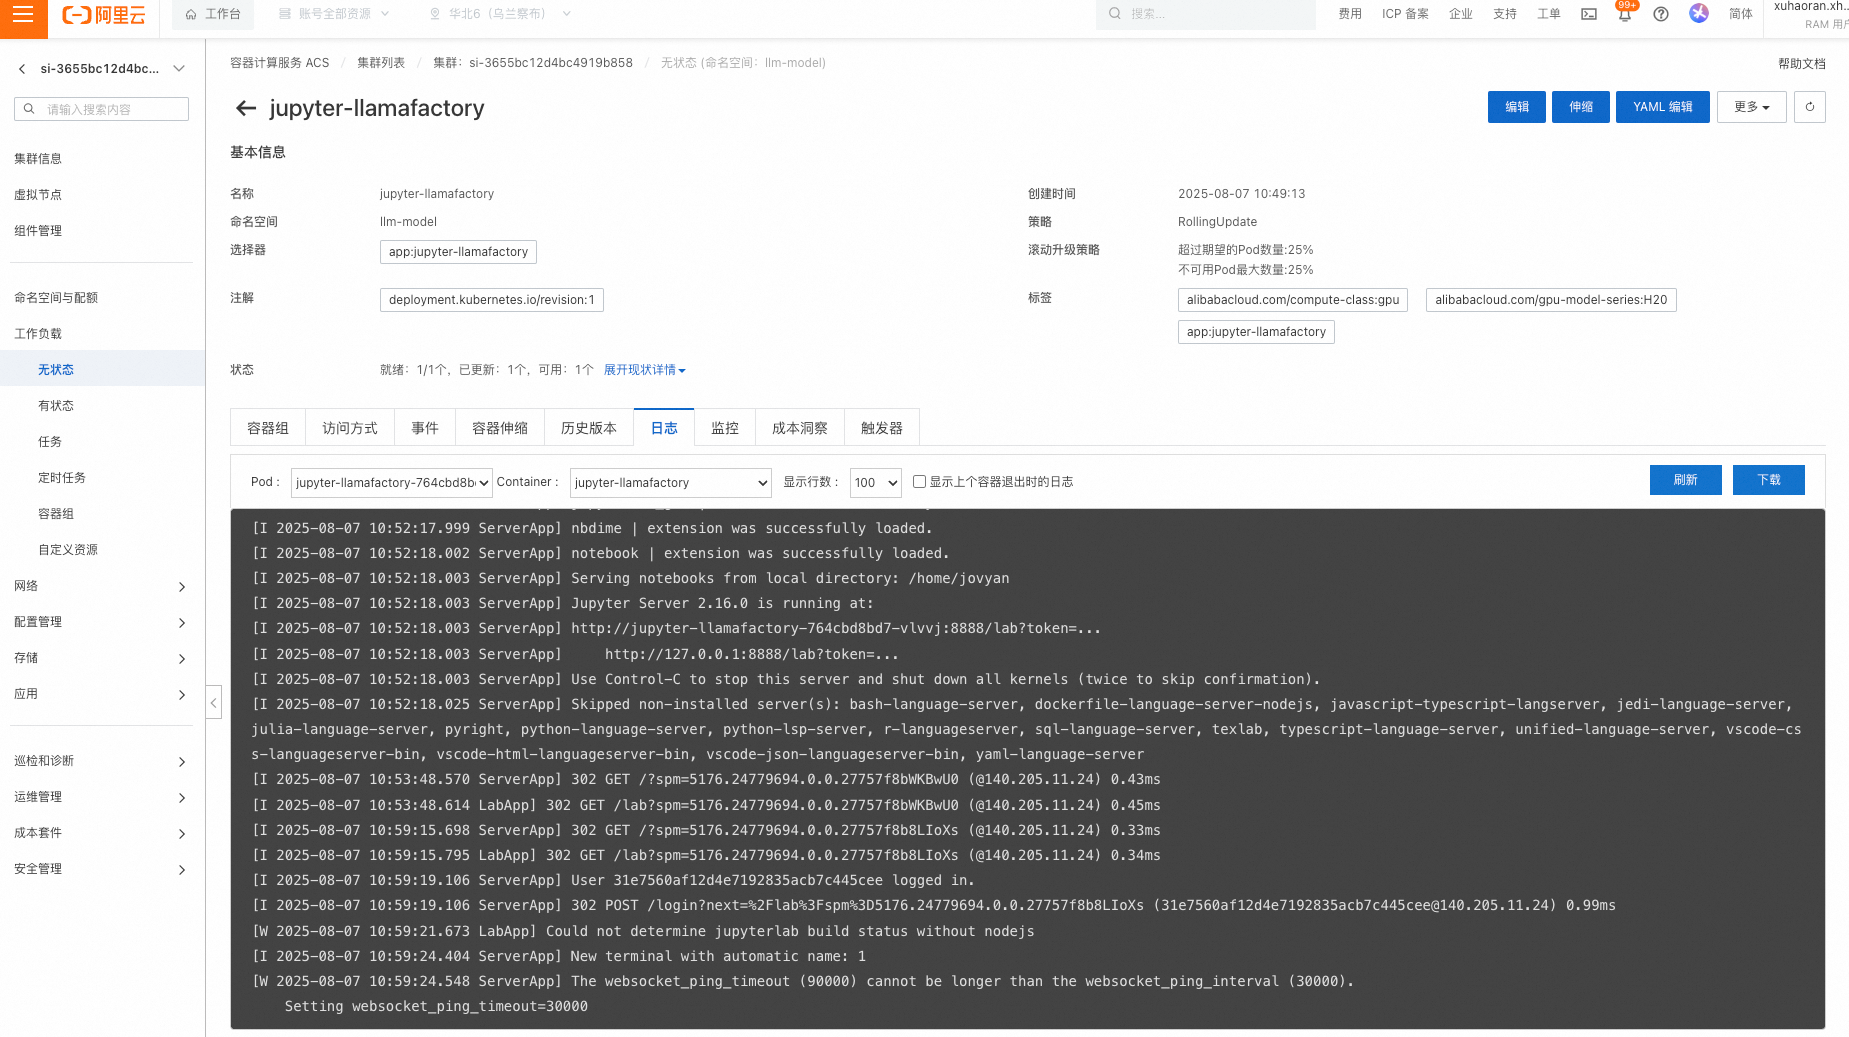 阿里云
工作台
账号全部资源
华北6（乌兰察布）
搜索...
费用
ICP 备案
企业
支持
工单
99+
简体
xuhaoran.xh...
RAM 用户
si-3655bc12d4bc...
请输入搜索内容
集群信息
虚拟节点
组件管理
命名空间与配额
工作负载
无状态
有状态
任务
定时任务
容器组
自定义资源
网络
配置管理
存储
应用
巡检和诊断
运维管理
成本套件
安全管理
容器计算服务 ACS / 集群列表 / 集群：si-3655bc12d4bc4919b858 / 无状态 (命名空间：llm-model)
帮助文档
jupyter-llamafactory
编辑
伸缩
YAML 编辑
更多
基本信息
名称 jupyter-llamafactory
创建时间 2025-08-07 10:49:13
命名空间 llm-model
策略 RollingUpdate
选择器 app:jupyter-llamafactory
滚动升级策略 超过期望的Pod数量:25%
不可用Pod最大数量:25%
注解 deployment.kubernetes.io/revision:1
标签 alibabacloud.com/compute-class:gpu alibabacloud.com/gpu-model-series:H20
app:jupyter-llamafactory
状态 就绪：1/1个，已更新：1个，可用：1个 展开现状详情
容器组 访问方式 事件 容器伸缩 历史版本 日志 监控 成本洞察 触发器
Pod : jupyter-llamafactory-764cbd8b Container : jupyter-llamafactory 显示行数 : 100 显示上个容器退出时的日志 刷新 下载
[I 2025-08-07 10:52:17.999 ServerApp] nbdime | extension was successfully loaded.
[I 2025-08-07 10:52:18.002 ServerApp] notebook | extension was successfully loaded.
[I 2025-08-07 10:52:18.003 ServerApp] Serving notebooks from local directory: /home/jovyan
[I 2025-08-07 10:52:18.003 ServerApp] Jupyter Server 2.16.0 is running at:
[I 2025-08-07 10:52:18.003 ServerApp] http://jupyter-llamafactory-764cbd8bd7-vlvvj:8888/lab?token=...
[I 2025-08-07 10:52:18.003 ServerApp]     http://127.0.0.1:8888/lab?token=...
[I 2025-08-07 10:52:18.003 ServerApp] Use Control-C to stop this server and shut down all kernels (twice to skip confirmation).
[I 2025-08-07 10:52:18.025 ServerApp] Skipped non-installed server(s): bash-language-server, dockerfile-language-server-nodejs, javascript-typescript-langserver, jedi-language-server,
julia-language-server, pyright, python-language-server, python-lsp-server, r-languageserver, sql-language-server, texlab, typescript-language-server, unified-language-server, vscode-cs
s-languageserver-bin, vscode-html-languageserver-bin, vscode-json-languageserver-bin, yaml-language-server
[I 2025-08-07 10:53:48.570 ServerApp] 302 GET /?spm=5176.24779694.0.0.27757f8bWKBwU0 (@140.205.11.24) 0.43ms
[I 2025-08-07 10:53:48.614 LabApp] 302 GET /lab?spm=5176.24779694.0.0.27757f8bWKBwU0 (@140.205.11.24) 0.45ms
[I 2025-08-07 10:59:15.698 ServerApp] 302 GET /?spm=5176.24779694.0.0.27757f8b8LIoXs (@140.205.11.24) 0.33ms
[I 2025-08-07 10:59:15.795 LabApp] 302 GET /lab?spm=5176.24779694.0.0.27757f8b8LIoXs (@140.205.11.24) 0.34ms
[I 2025-08-07 10:59:19.106 ServerApp] User 31e7560af12d4e7192835acb7c445cee logged in.
[I 2025-08-07 10:59:19.106 ServerApp] 302 POST /login?next=%2Flab%3Fspm%3D5176.24779694.0.0.27757f8b8LIoXs (31e7560af12d4e7192835acb7c445cee@140.205.11.24) 0.99ms
[W 2025-08-07 10:59:21.673 LabApp] Could not determine jupyterlab build status without nodejs
[I 2025-08-07 10:59:24.404 ServerApp] New terminal with automatic name: 1
[W 2025-08-07 10:59:24.548 ServerApp] The websocket_ping_timeout (90000) cannot be longer than the websocket_ping_interval (30000).
    Setting websocket_ping_timeout=30000